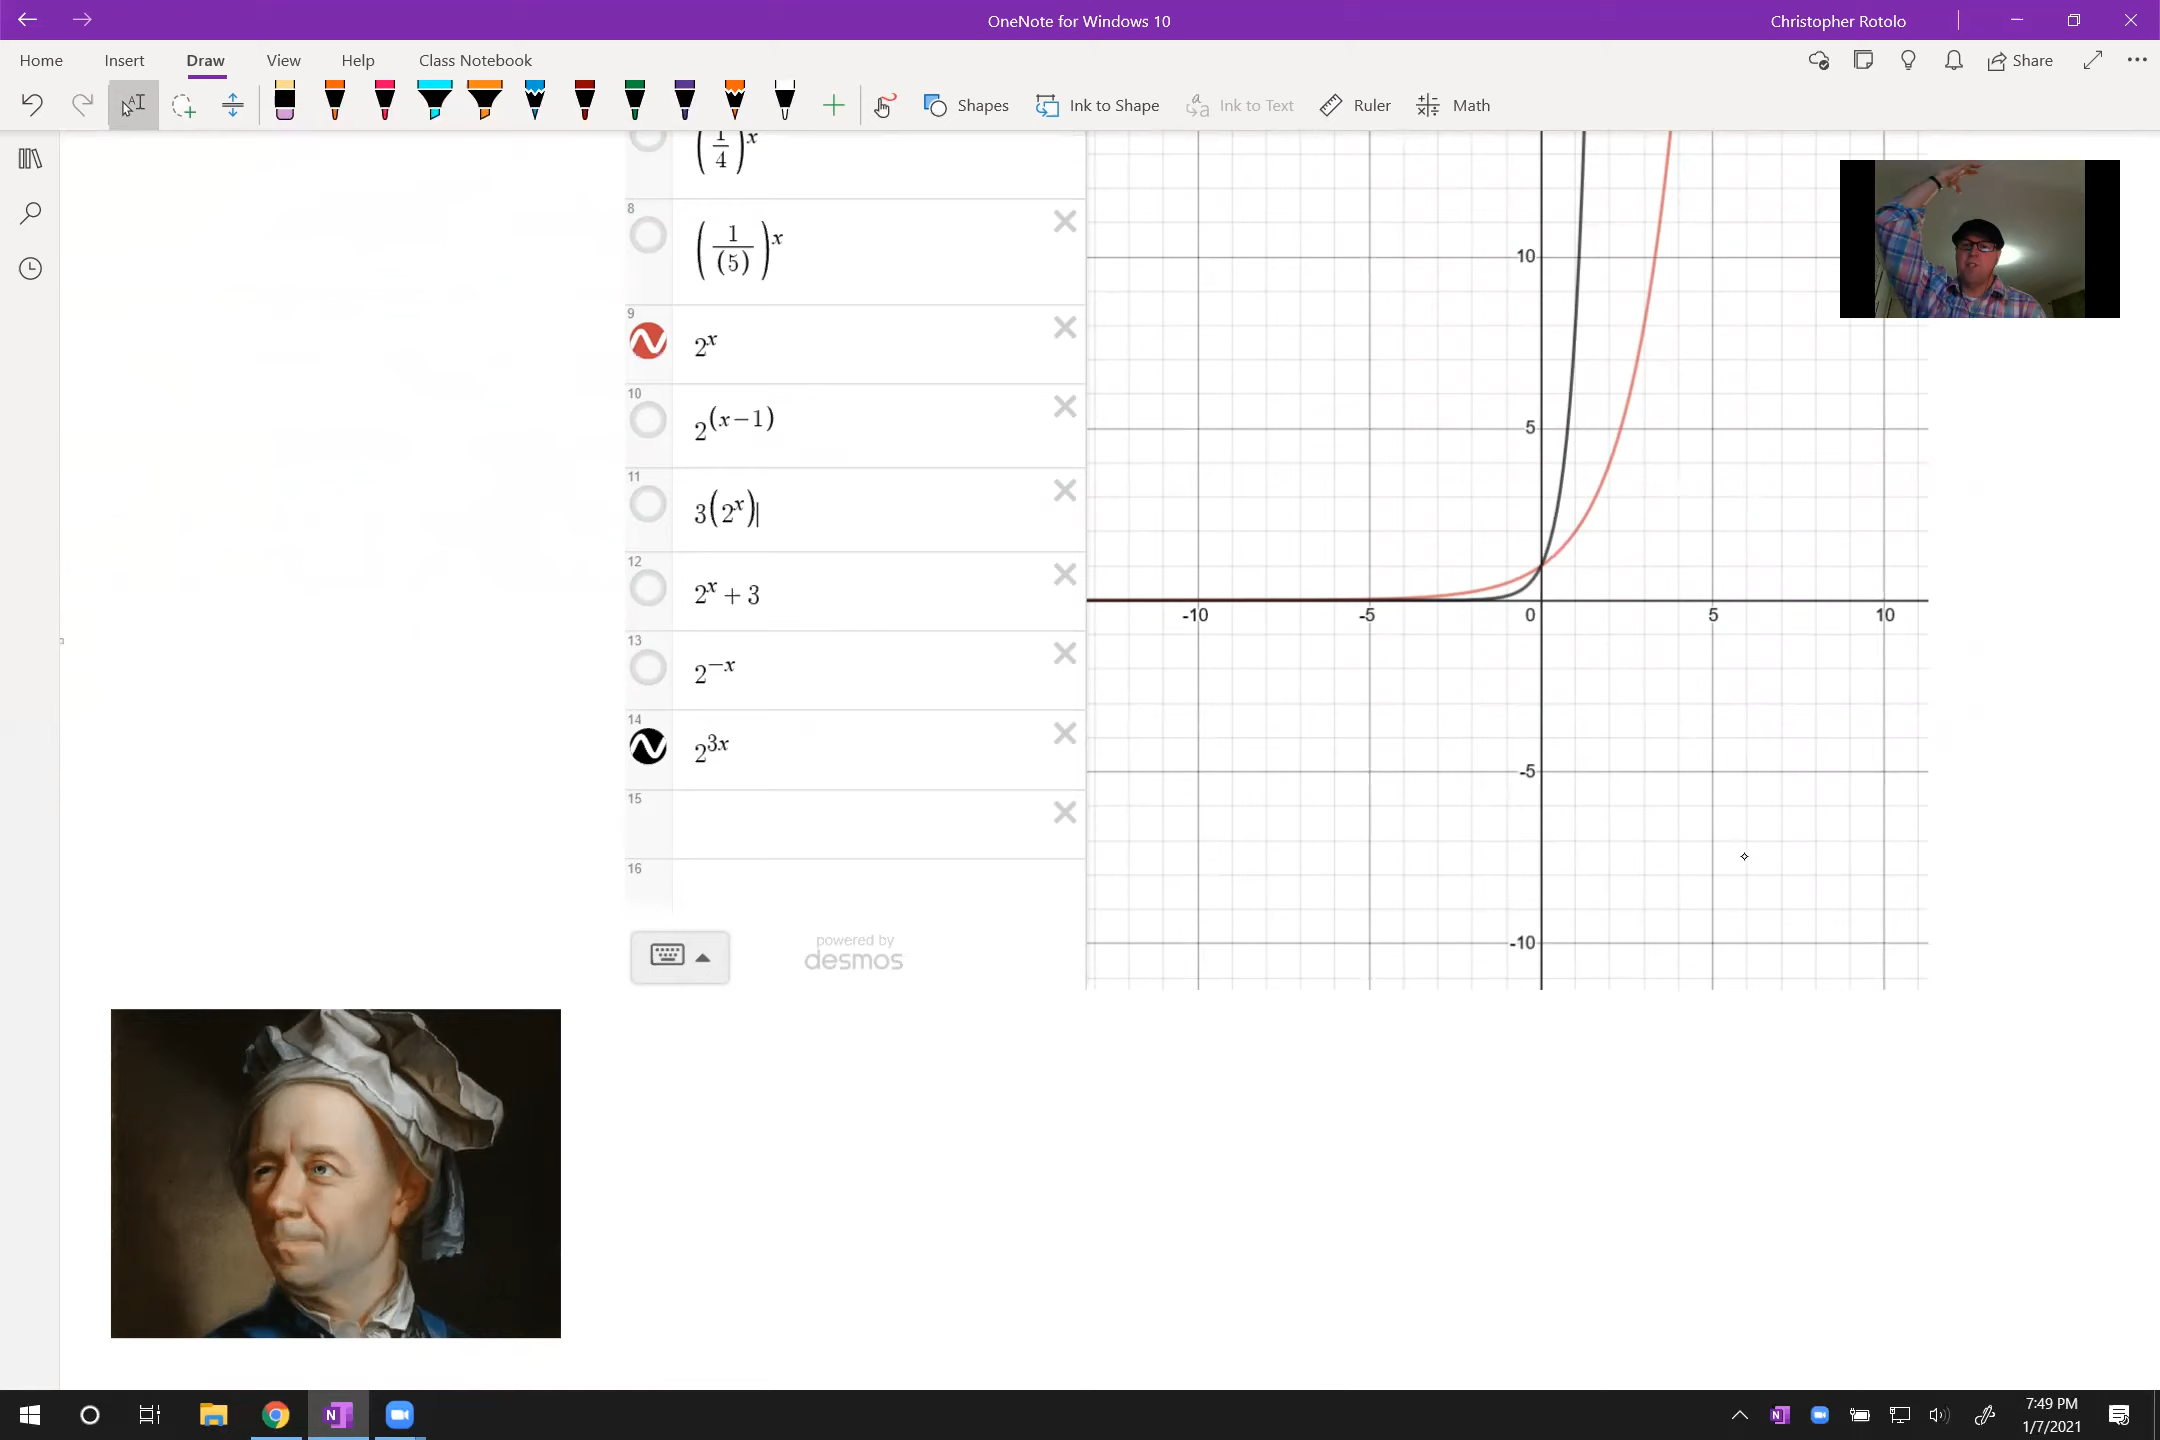 OneNote for Windows 10
Christopher Rotolo
Home Insert Draw View Help Class Notebook
Share
Shapes Ink to Shape Ink to Text Ruler Math
(1/4)^x
8
(1/(5))^x
9
2^x
10
2^(x−1)
11
3(2^x)
12
2^x + 3
13
2^−x
14
2^3x
15
16
powered by
desmos
10
5
-10 -5 0 5 10
-5
-10
7:49 PM
1/7/2021